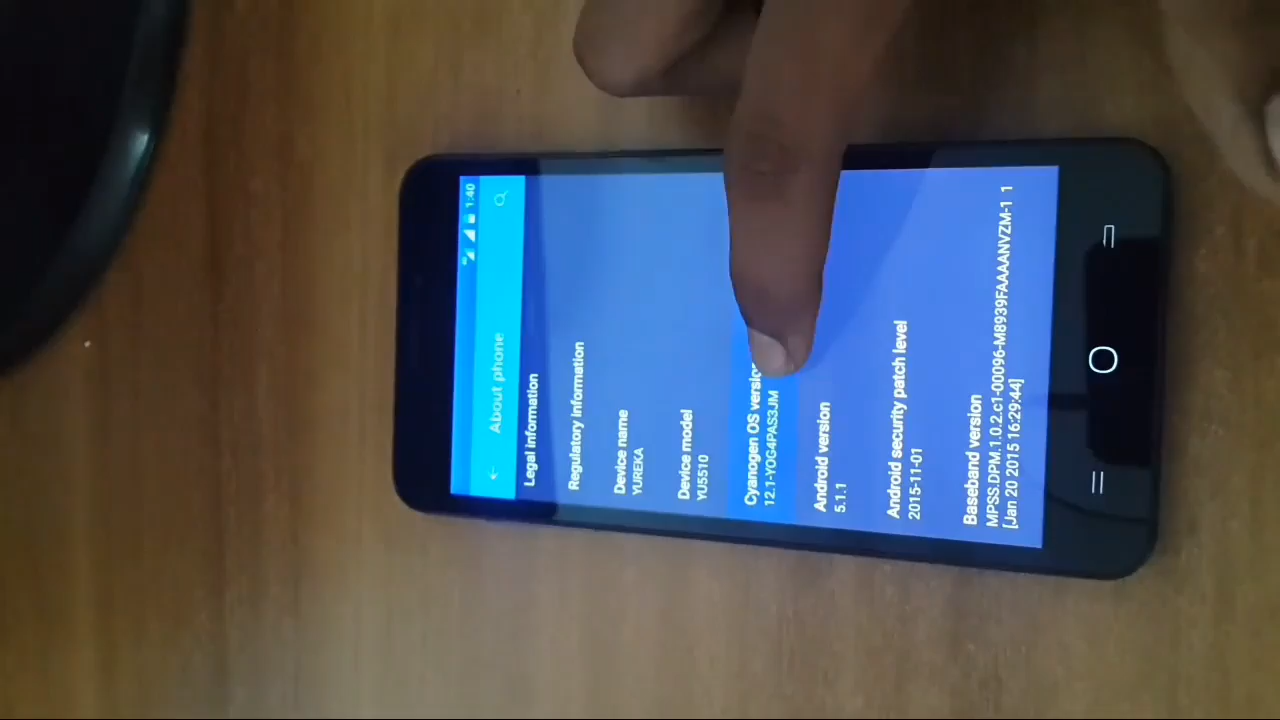 1:40
About phone
Legal information
Regulatory information
Device name
YUREKA
Device model
YU5510
Cyanogen OS version
12.1-YOG4PAS3JM
Android version
5.1.1
Android security patch level
2015-11-01
Baseband version
MPSS.DPM.1.0.2.c1-00096-M8939FAAAANVZM-1 1
[Jan 20 2015 16:29:44]